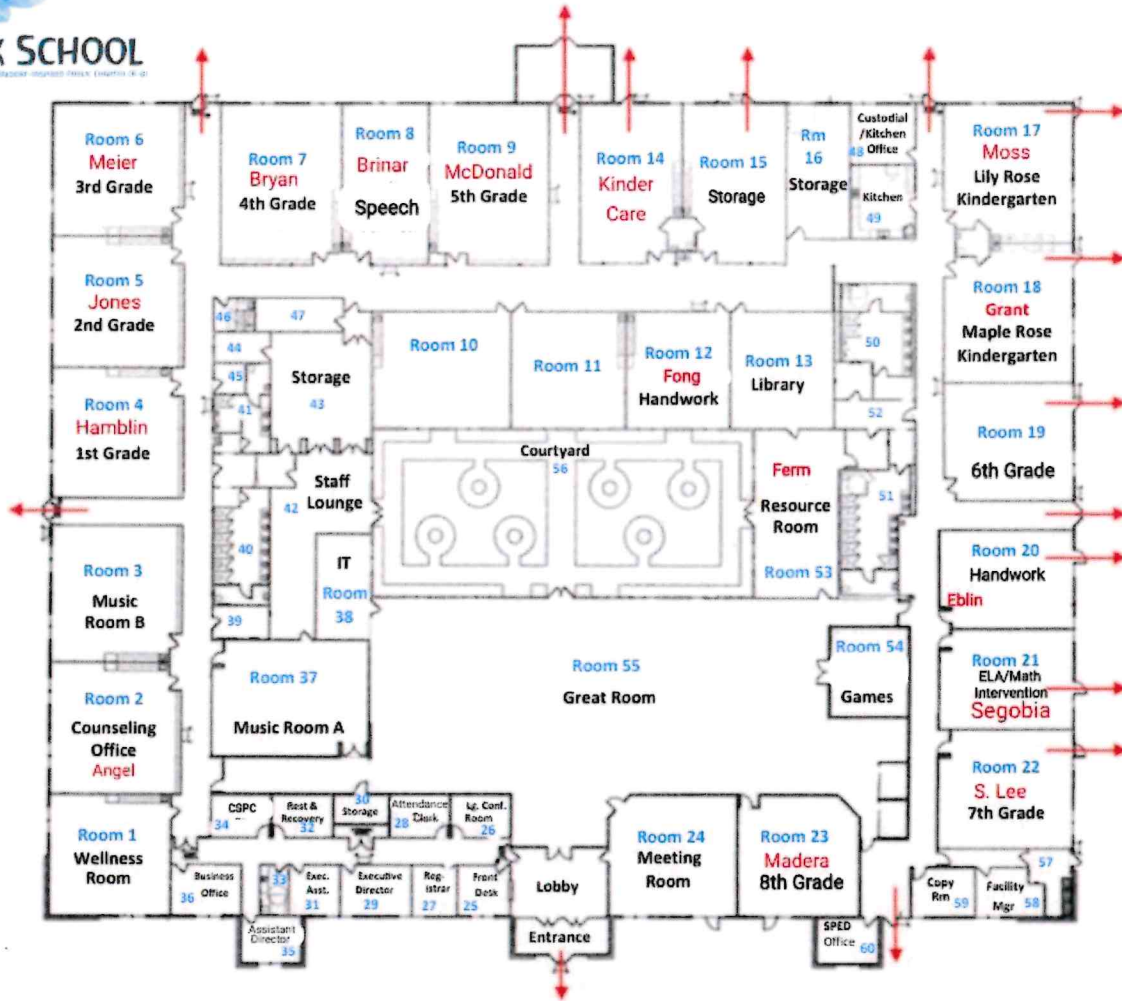 SCHOOL
Room 6
Meier
3rd Grade
Room 7
Bryan
4th Grade
Room 8
Brinar
Speech
Room 9
McDonald
5th Grade
Room 14
Kinder
Care
Room 15
Storage
Rm
16
Storage
Custodial
/Kitchen
Office
48
Kitchen
49
Room 17
Moss
Lily Rose
Kindergarten
Room 5
Jones
2nd Grade
46
47
44
45
41
Storage
43
Room 10
Room 11
Room 12
Fong
Handwork
Room 13
Library
50
52
Room 18
Grant
Maple Rose
Kindergarten
Room 4
Hamblin
1st Grade
Staff
Lounge
42
40
Courtyard
56
Ferm
Resource
Room
Room 53
51
Room 19
6th Grade
Room 3
Music
Room B
IT
Room
38
39
Room 20
Handwork
Eblin
Room 2
Counseling
Office
Angel
Room 37
Music Room A
Room 55
Great Room
Room 54
Games
Room 21
ELA/Math
Intervention
Segobia
Room 22
S. Lee
7th Grade
Room 1
Wellness
Room
CSPC
34
Rest &
Recovery
32
30
Storage
Attendance
Clerk
28
Lg. Conf.
Room
26
Room 24
Meeting
Room
Room 23
Madera
8th Grade
57
Business
Office
36
33
Exec.
Asst.
31
Executive
Director
29
Reg-
istrar
27
Front
Desk
25
Lobby
Copy
Rm
59
Facility
Mgr
58
Assistant
Director
35
Entrance
SPED
Office
60